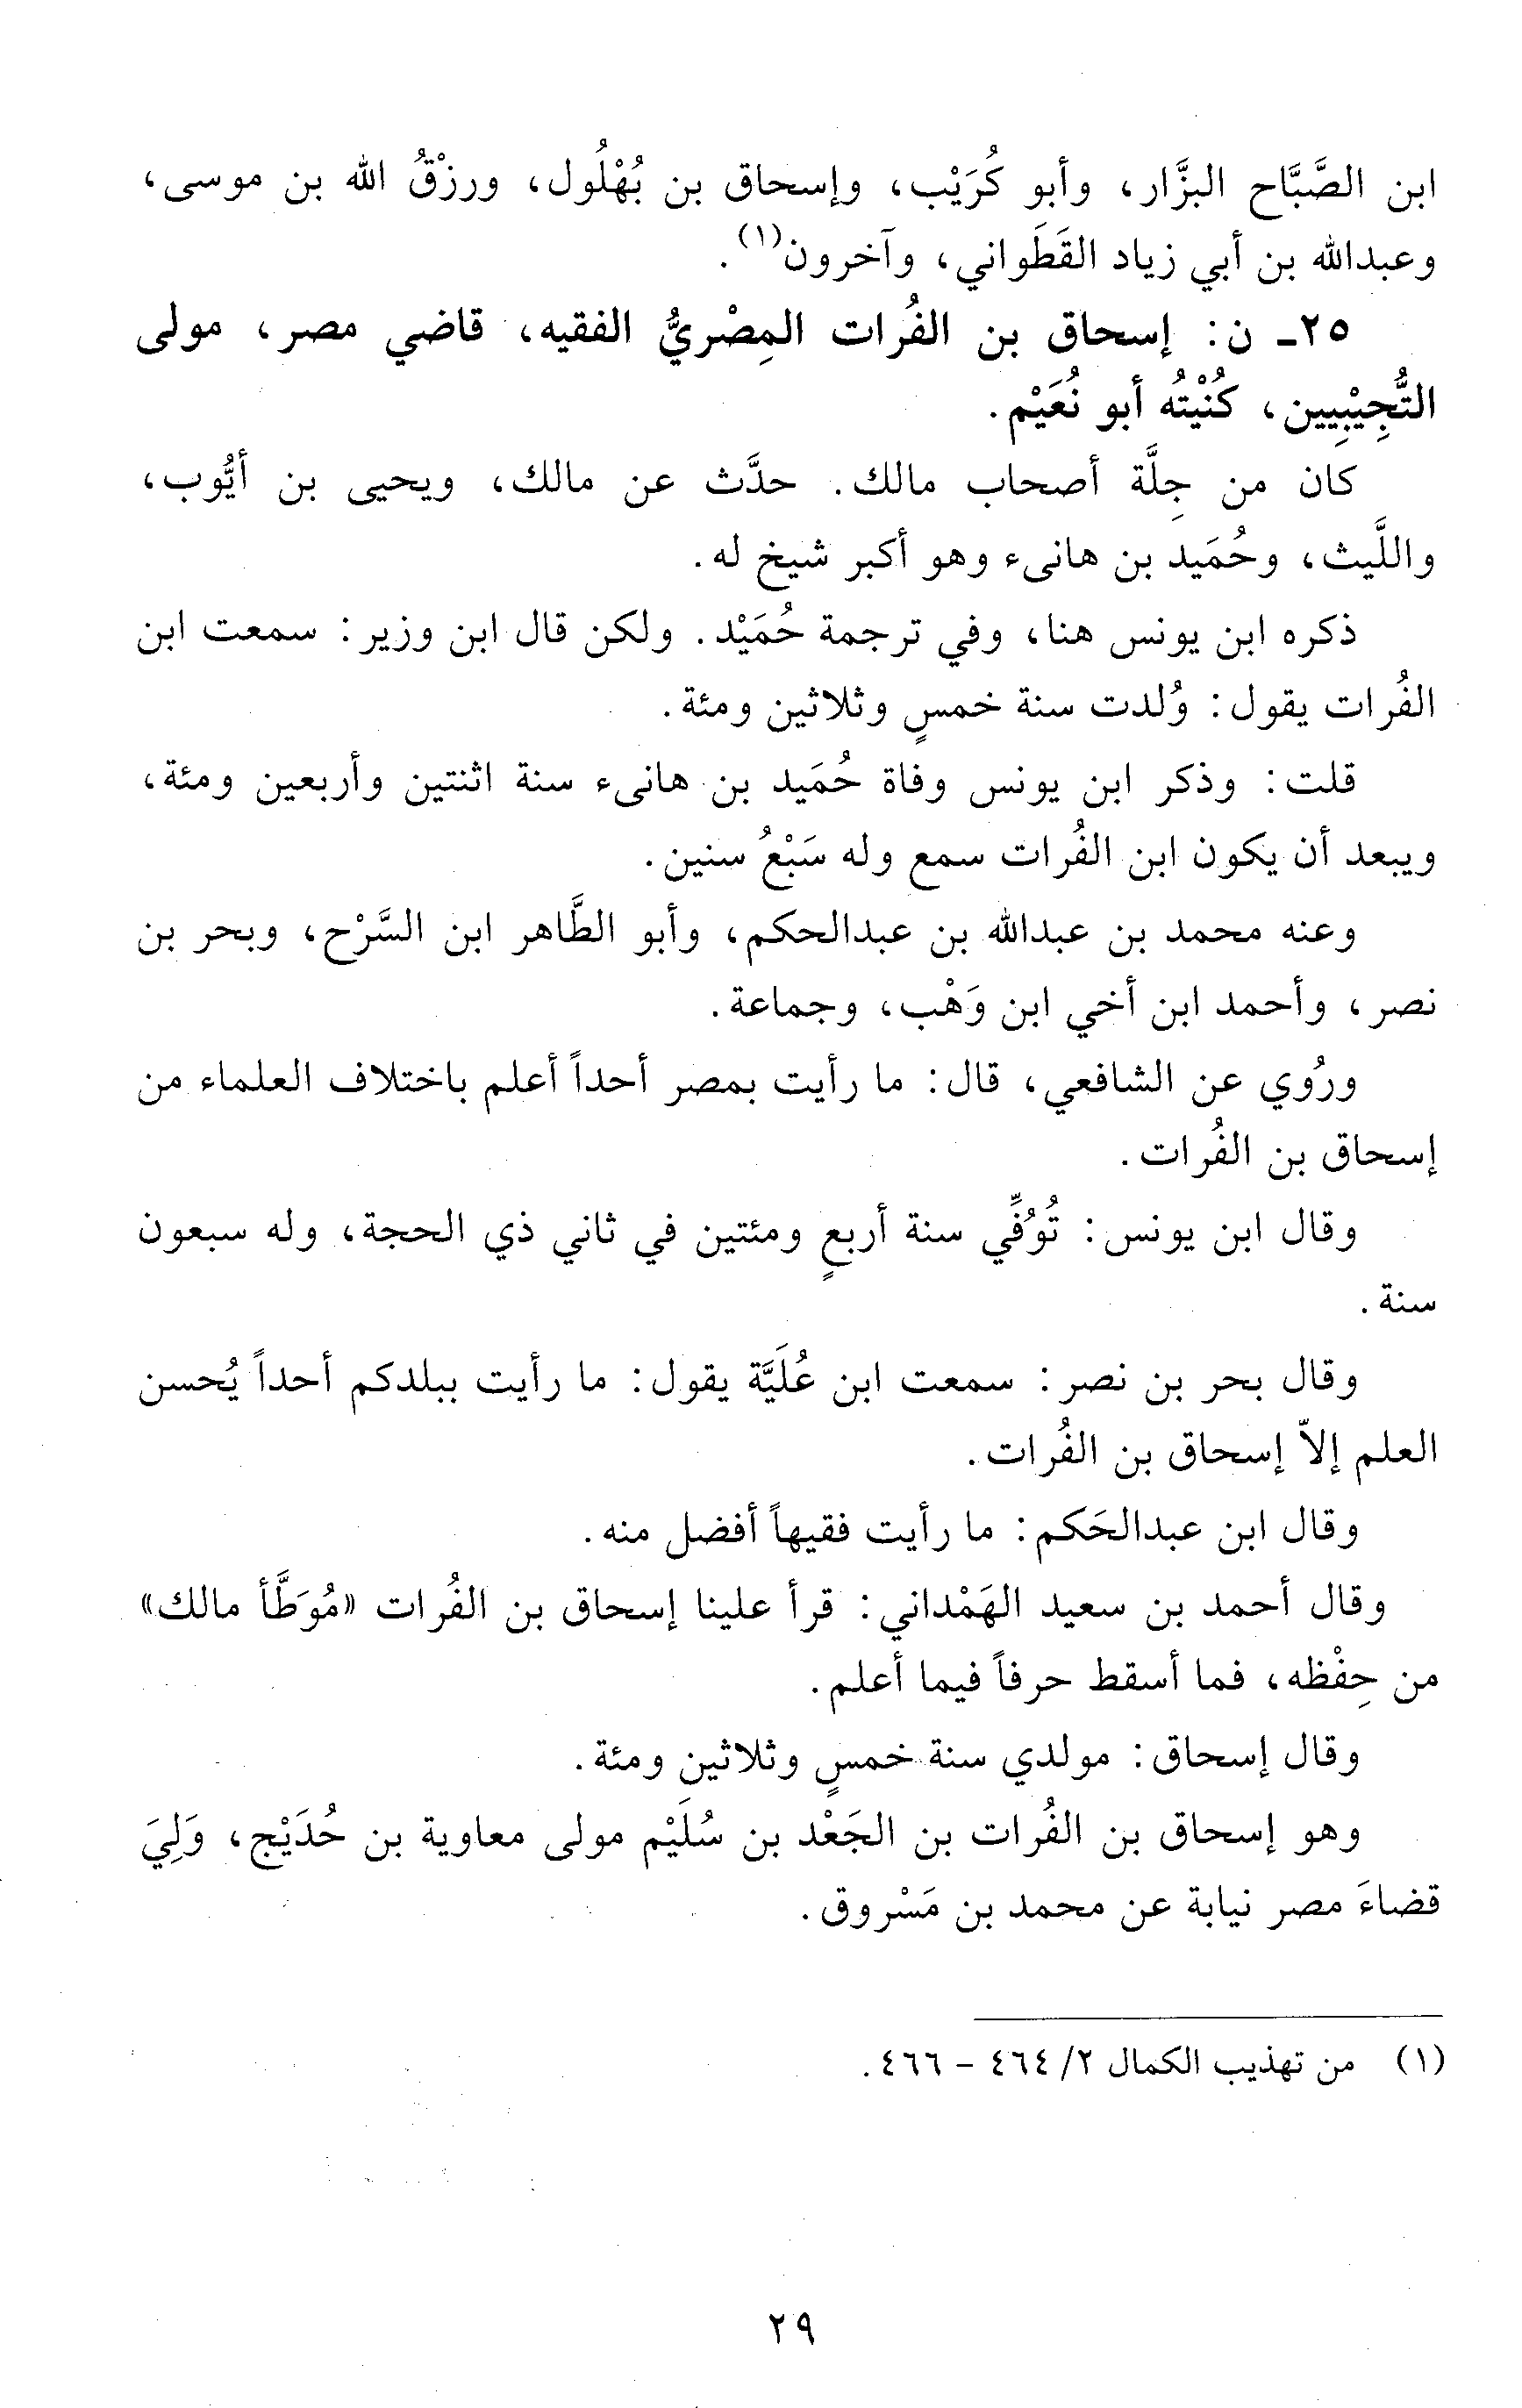 ابن الصَّبَّاح البزَّار، وأبو كُرَيْب، وإسحاق بن بُهْلُول، ورزْقُ الله بن موسى،
وعبدالله بن أبي زياد القَطَواني، وآخرون(١).
٢٥ـ ن: إسحاق بن الفُرات المِصْريُّ الفقيه، قاضي مصر، مولى
التُّجِيْبِيين، كُنْيتُه أبو نُعَيْم.
كان من جِلَّة أصحاب مالك. حدَّث عن مالك، ويحيى بن أيُّوب،
واللَّيث، وحُمَيد بن هانىء وهو أكبر شيخ له.
ذكره ابن يونس هنا، وفي ترجمة حُمَيْد. ولكن قال ابن وزير: سمعت ابن
الفُرات يقول: وُلدت سنة خمسٍ وثلاثين ومئة.
قلت: وذكر ابن يونس وفاة حُمَيد بن هانىء سنة اثنتين وأربعين ومئة،
ويبعد أن يكون ابن الفُرات سمع وله سَبْعُ سنين.
وعنه محمد بن عبدالله بن عبدالحكم، وأبو الطَّاهر ابن السَّرْح، وبحر بن
نصر، وأحمد ابن أخي ابن وَهْب، وجماعة.
ورُوي عن الشافعي، قال: ما رأيت بمصر أحداً أعلم باختلاف العلماء من
إسحاق بن الفُرات.
وقال ابن يونس: تُوُفِّي سنة أربعٍ ومئتين في ثاني ذي الحجة، وله سبعون
سنة.
وقال بحر بن نصر: سمعت ابن عُلَيَّة يقول: ما رأيت ببلدكم أحداً يُحسن
العلم إلاّ إسحاق بن الفُرات.
وقال ابن عبدالحَكم: ما رأيت فقيهاً أفضل منه.
وقال أحمد بن سعيد الهَمْداني: قرأ علينا إسحاق بن الفُرات «مُوَطَّأ مالك»
من حِفْظه، فما أسقط حرفاً فيما أعلم.
وقال إسحاق: مولدي سنة خمسٍ وثلاثين ومئة.
وهو إسحاق بن الفُرات بن الجَعْد بن سُلَيْم مولى معاوية بن حُدَيْج، وَلِيَ
قضاءَ مصر نيابة عن محمد بن مَسْروق.
(١) من تهذيب الكمال ٢/ ٤٦٤ - ٤٦٦.
٢٩